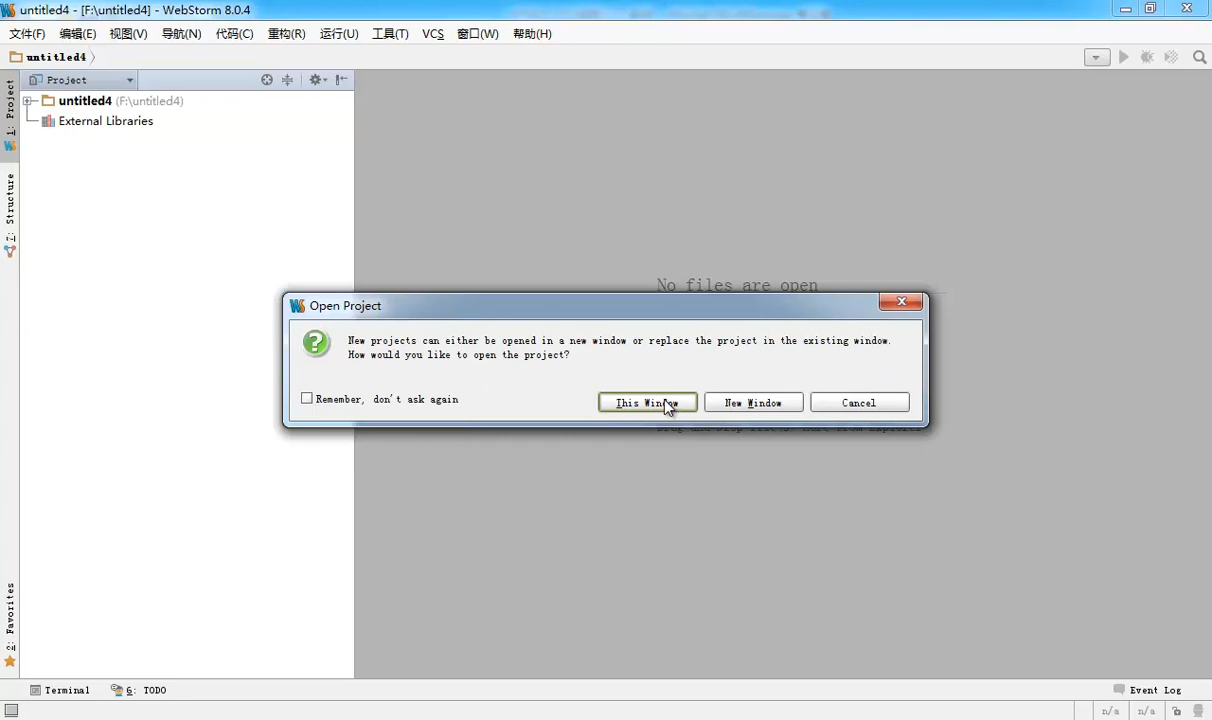 untitled4 - [F:\untitled4] - WebStorm 8.0.4
文件(F) 编辑(E) 视图(V) 导航(N) 代码(C) 重构(R) 运行(U) 工具(T) VCS 窗口(W) 帮助(H)
untitled4
Project
untitled4 (F:\untitled4)
External Libraries
1: Project
7: Structure
2: Favorites
No files are open
Open Project
New projects can either be opened in a new window or replace the project in the existing window.
How would you like to open the project?
Remember, don't ask again
This Window
New Window
Cancel
Terminal
6: TODO
Event Log
n/a n/a